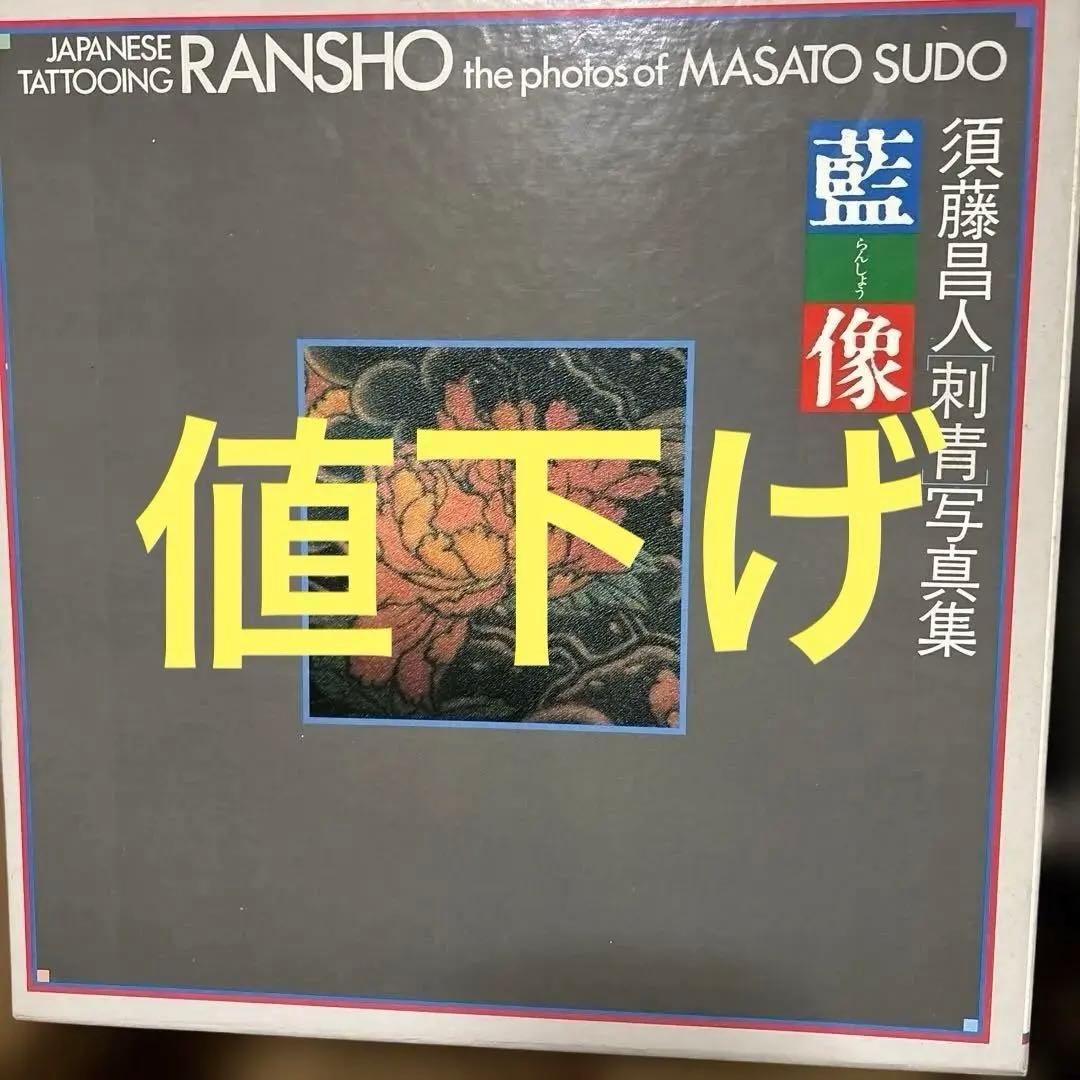 JAPANESE
TATTOOING RANSHO the photos of MASATO SUDO
須藤昌人[刺青]写真集
藍
らんしょう
像
値下げ